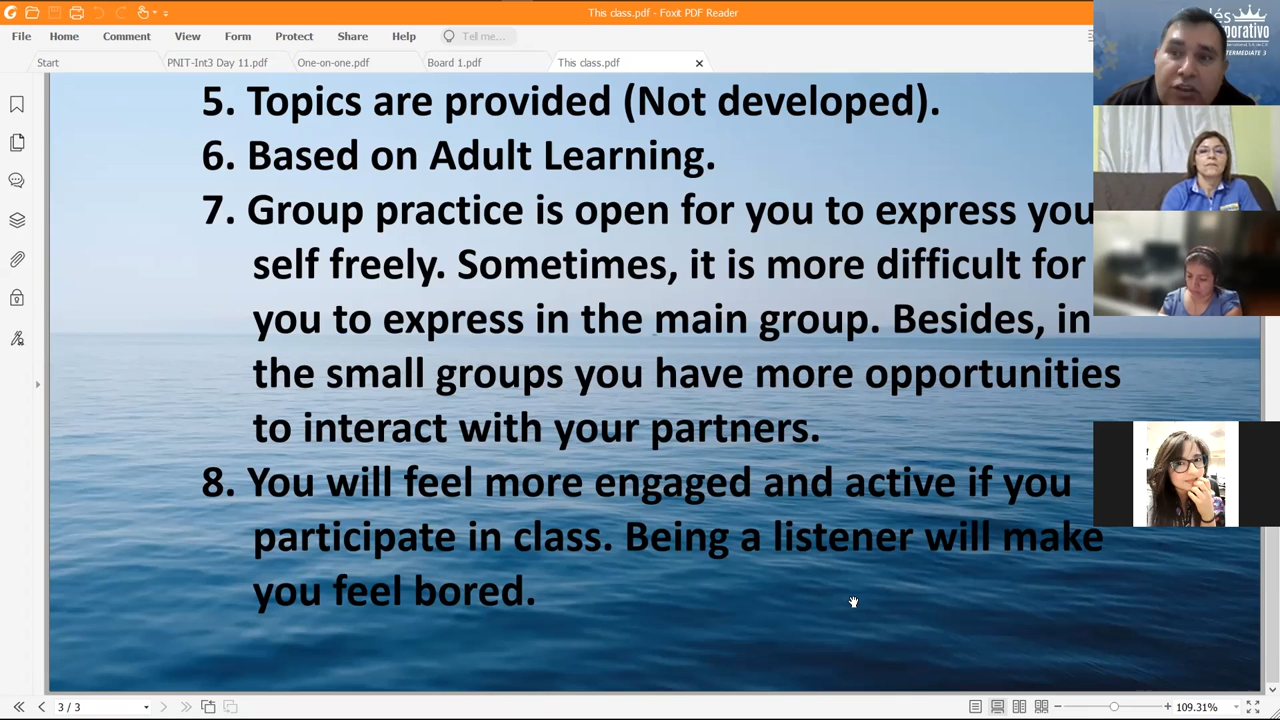 This class.pdf - Foxit PDF Reader
File Home Comment View Form Protect Share Help Tell me...
Start PNIT-Int3 Day 11.pdf One-on-one.pdf Board 1.pdf This class.pdf
5. Topics are provided (Not developed).
6. Based on Adult Learning.
7. Group practice is open for you to express you
self freely. Sometimes, it is more difficult for
you to express in the main group. Besides, in
the small groups you have more opportunities
to interact with your partners.
8. You will feel more engaged and active if you
participate in class. Being a listener will make
you feel bored.
3 / 3 109.31%